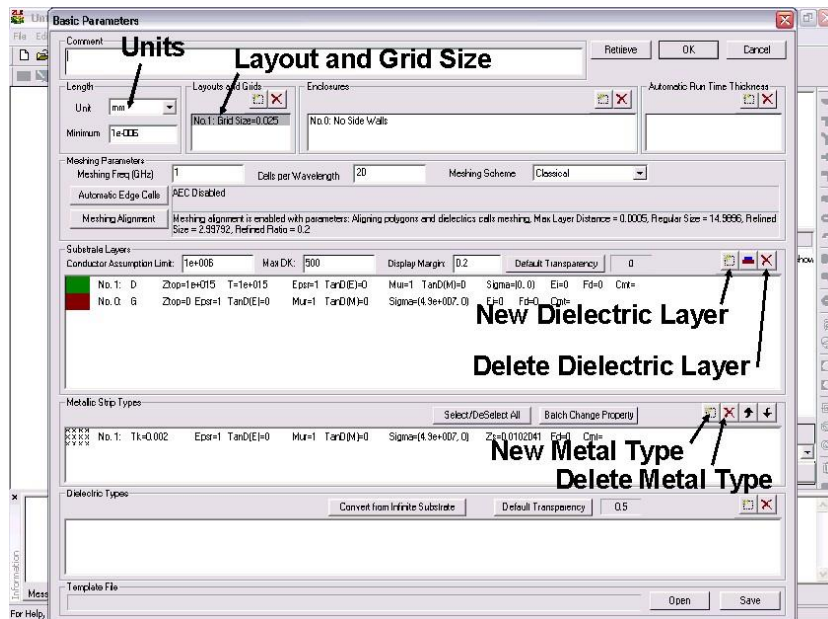 Basic Parameters
Comment
Units
Layout and Grid Size
Retrieve OK Cancel
Length
Unit mm
Minimum 1e-006
Layouts and Grids
No.1: Grid Size=0.025
Enclosures
No.0: No Side Walls
Automatic Run Time Thickness
Meshing Parameters
Meshing Freq (GHz) 1 Cells per Wavelength 20 Meshing Scheme Classical
Automatic Edge Cells AEC Disabled
Meshing Alignment Meshing alignment is enabled with parameters: Aligning polygons and dielectrics calls meshing, Max Layer Distance = 0.0005, Regular Size = 14.9896, Refined
Size = 2.99792, Refined Ratio = 0.2
Substrate Layers
Conductor Assumption Limit: 1e+006 Max DK: 500 Display Margin: 0.2 Default Transparency 0
No. 1: D Ztop=1e+015 T=1e+015 Epsr=1 TanD(E)=0 Mur=1 TanD(M)=0 Sigma=(0, 0) Ei=0 Fd=0 Cmt=
No. 0: G Ztop=0 Epsr=1 TanD(E)=0 Mur=1 TanD(M)=0 Sigma=(4.9e+007, 0) Ei=0 Fd=0 Cmt=
New Dielectric Layer
Delete Dielectric Layer
Metallic Strip Types
Select/DeSelect All Batch Change Property
No. 1: Tk=0.002 Epsr=1 TanD(E)=0 Mur=1 TanD(M)=0 Sigma=(4.9e+007, 0) Zs=0.0102041 Fd=0 Cmt=
New Metal Type
Delete Metal Type
Dielectric Types
Convert from Infinite Substrate Default Transparency 0.5
Information
Template File
Open Save
For Help,